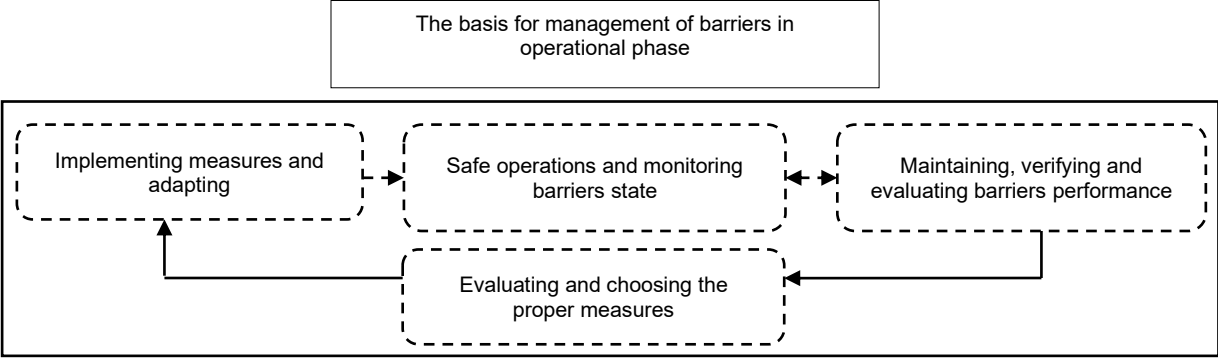 The basis for management of barriers in
operational phase
Implementing measures and
adapting
Safe operations and monitoring
barriers state
Maintaining, verifying and
evaluating barriers performance
Evaluating and choosing the
proper measures